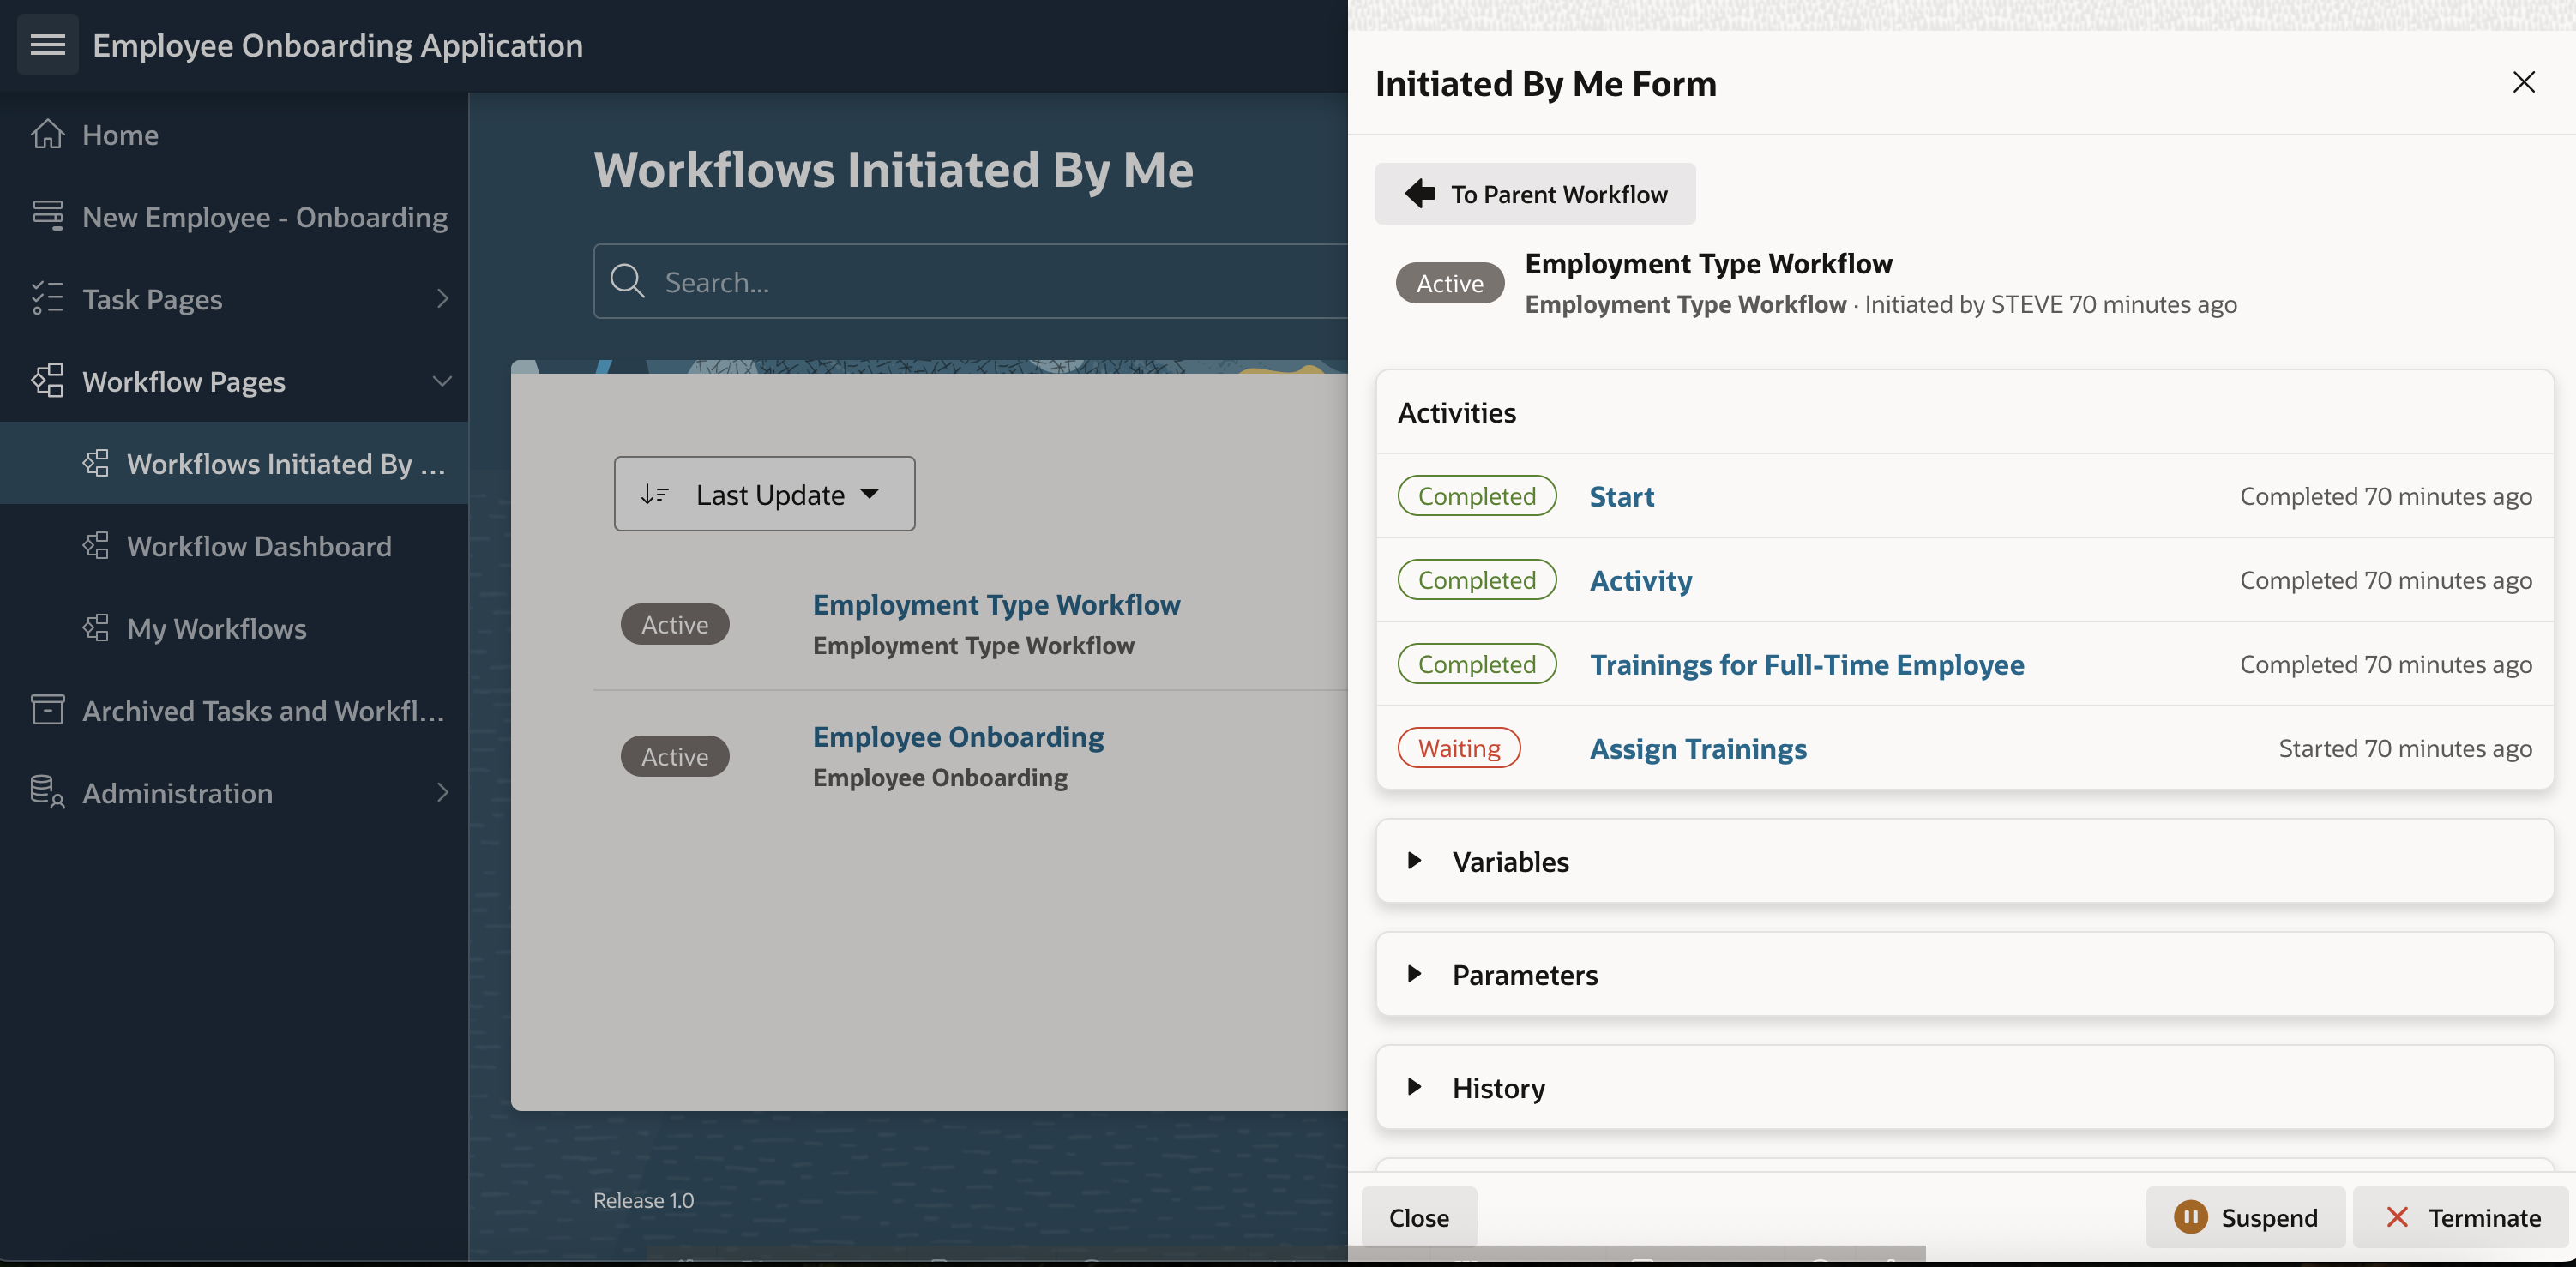 Employee Onboarding Application
Home
New Employee - Onboarding
Task Pages
Workflow Pages
Workflows Initiated By ...
Workflow Dashboard
My Workflows
Archived Tasks and Workfl...
Administration
Workflows Initiated By Me
Search...
Last Update
Active
Employment Type Workflow
Employment Type Workflow
Active
Employee Onboarding
Employee Onboarding
Release 1.0
Initiated By Me Form
To Parent Workflow
Active
Employment Type Workflow
Employment Type Workflow · Initiated by STEVE 70 minutes ago
Activities
Completed Start Completed 70 minutes ago
Completed Activity Completed 70 minutes ago
Completed Trainings for Full-Time Employee Completed 70 minutes ago
Waiting Assign Trainings Started 70 minutes ago
Variables
Parameters
History
Close Suspend Terminate